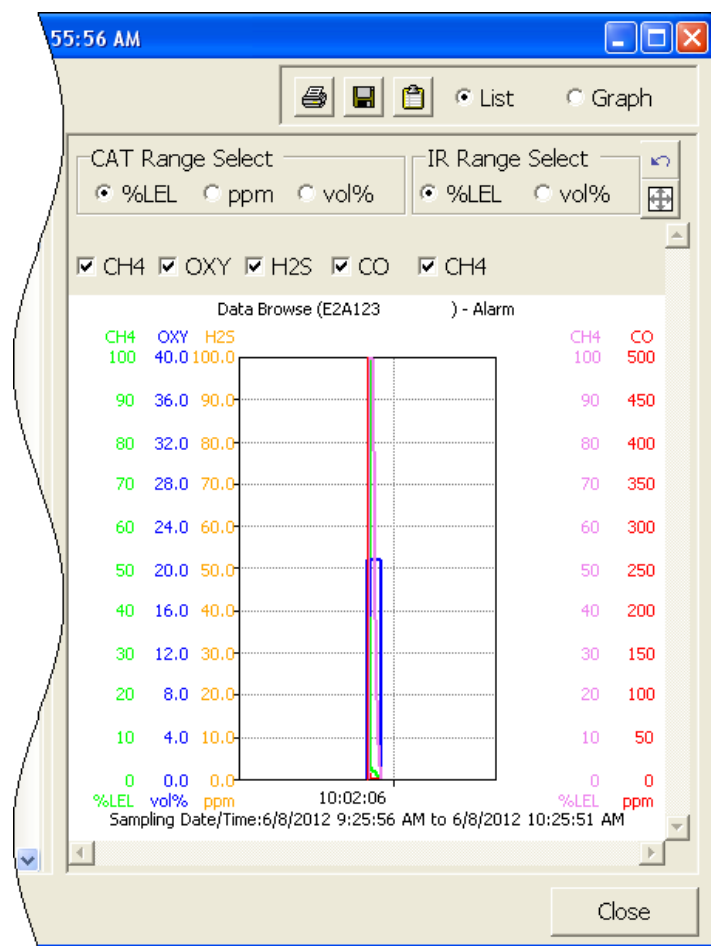 55:56 AM
List Graph
CAT Range Select IR Range Select
%LEL ppm vol% %LEL vol%
CH4 OXY H2S CO CH4
Data Browse (E2A123 ) - Alarm
CH4 OXY H2S CH4 CO
100 40.0 100.0 100 500
90 36.0 90.0 90 450
80 32.0 80.0 80 400
70 28.0 70.0 70 350
60 24.0 60.0 60 300
50 20.0 50.0 50 250
40 16.0 40.0 40 200
30 12.0 30.0 30 150
20 8.0 20.0 20 100
10 4.0 10.0 10 50
0 0.0 0.0 0 0
%LEL vol% ppm 10:02:06 %LEL ppm
Sampling Date/Time:6/8/2012 9:25:56 AM to 6/8/2012 10:25:51 AM
Close